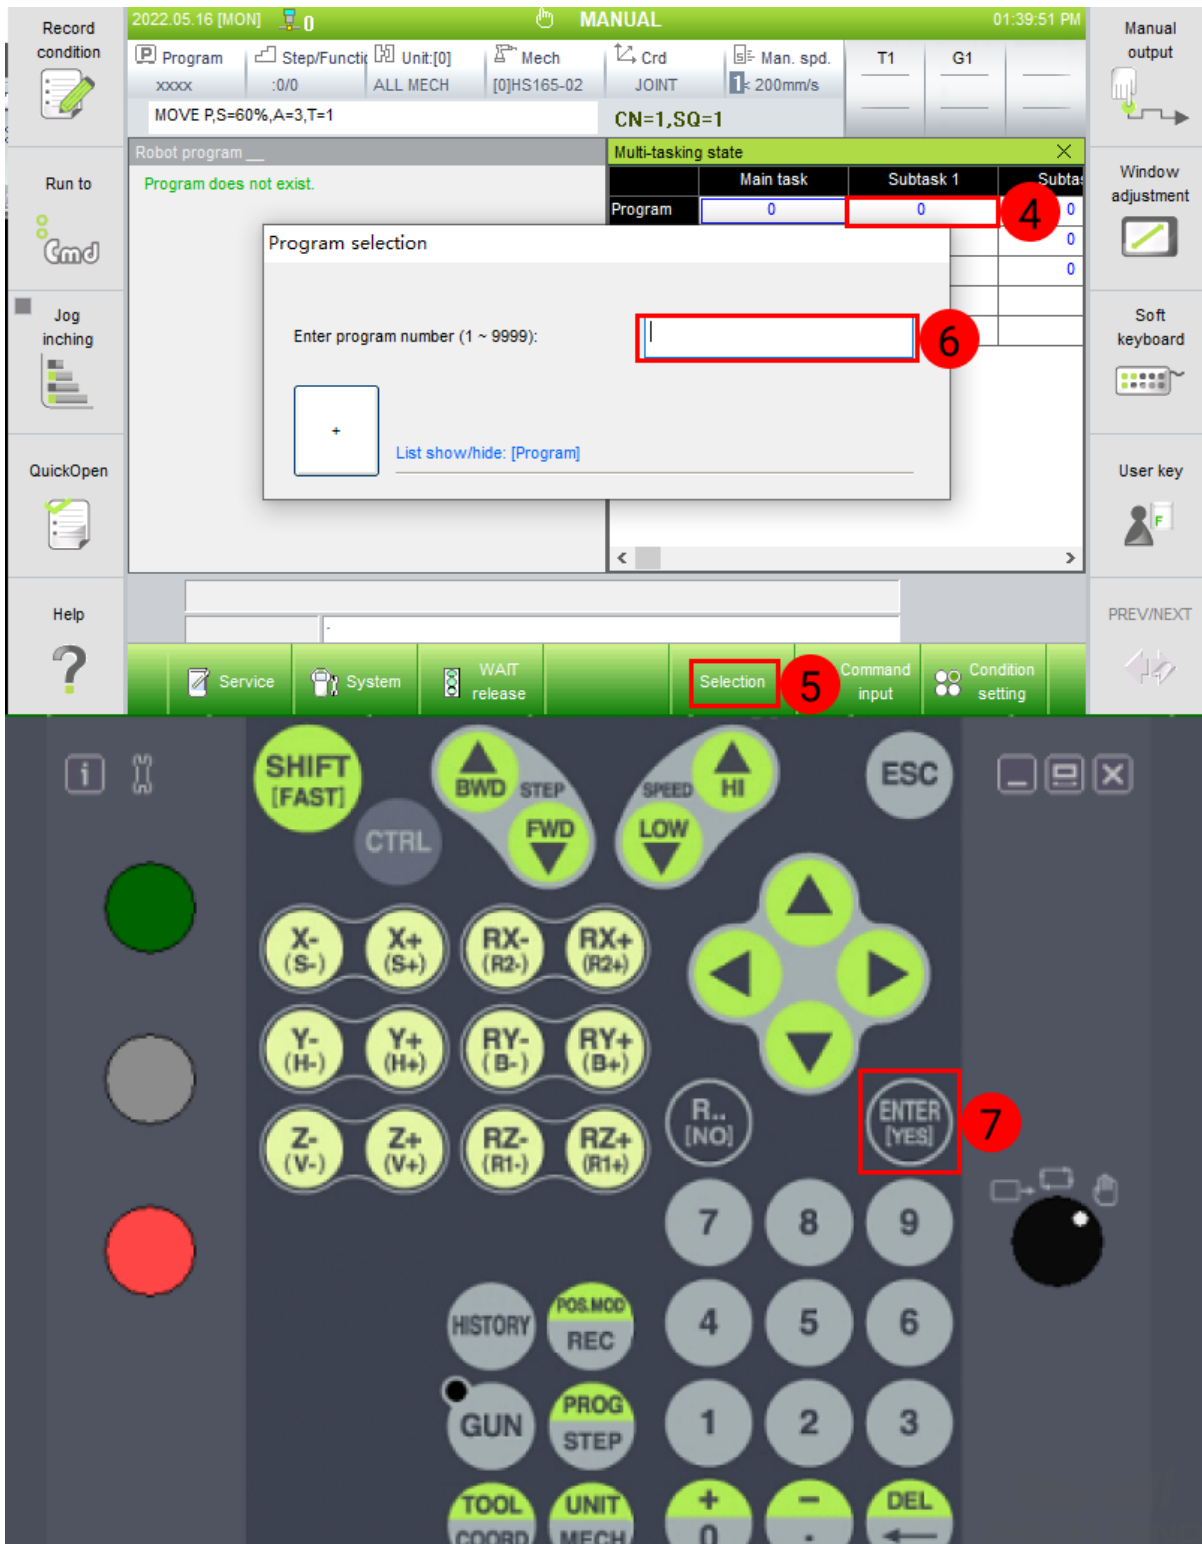 Record
condition
Run to
Cmd
Jog
inching
QuickOpen
Help
2022.05.16 [MON]
0
MANUAL
01:39:51 PM
P Program
Step/Functic
Unit:[0]
Mech
Crd
Man. spd.
T1
G1
xxxx
:0/0
ALL MECH
[0]HS165-02
JOINT
1 < 200mm/s
MOVE P,S=60%,A=3,T=1
CN=1,SQ=1
Robot program __
Multi-tasking state
Program does not exist.
Main task
Subtask 1
Subtas
Program
0
0
4
0
0
0
Program selection
Enter program number (1 ~ 9999):
6
+
List show/hide: [Program]
Service
System
WAIT
release
Selection
5
Command
input
Condition
setting
Manual
output
Window
adjustment
Soft
keyboard
User key
F
PREV/NEXT
i
SHIFT
[FAST]
CTRL
BWD
STEP
FWD
SPEED
HI
LOW
ESC
X-
(S-)
X+
(S+)
RX-
(R2-)
RX+
(R2+)
Y-
(H-)
Y+
(H+)
RY-
(B-)
RY+
(B+)
Z-
(V-)
Z+
(V+)
RZ-
(R1-)
RZ+
(R1+)
R..
[NO]
ENTER
[YES]
7
7
8
9
HISTORY
POS.MOD
REC
4
5
6
GUN
PROG
STEP
1
2
3
TOOL
COORD
UNIT
MECH
+
0
-
.
DEL